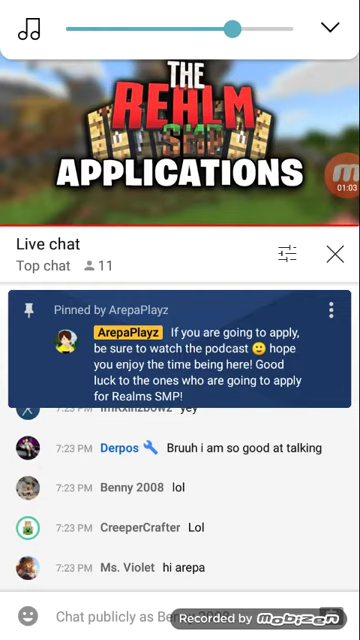 THE
REALM
SMP
APPLICATIONS
01:03
Live chat
Top chat 11
Pinned by ArepaPlayz
ArepaPlayz If you are going to apply,
be sure to watch the podcast 🙂 hope
you enjoy the time being here! Good
luck to the ones who are going to apply
for Realms SMP!
7:23 PM yey
7:23 PM Derpos Bruuh i am so good at talking
7:23 PM Benny 2008 lol
7:23 PM CreeperCrafter Lol
7:23 PM Ms. Violet hi arepa
Chat publicly as Benny 2008
Recorded by Mobizen